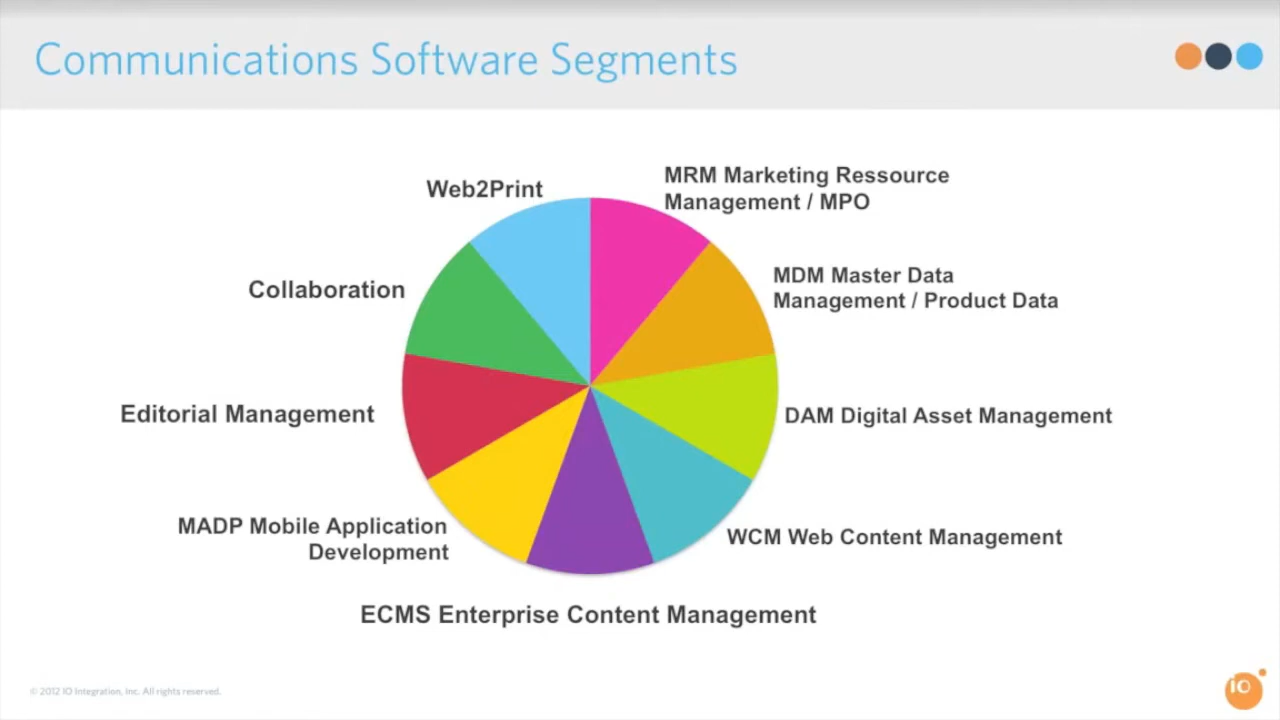 Communications Software Segments
Web2Print
MRM Marketing Ressource
Management / MPO
Collaboration
MDM Master Data
Management / Product Data
Editorial Management
DAM Digital Asset Management
MADP Mobile Application
Development
WCM Web Content Management
ECMS Enterprise Content Management
© 2012 IO Integration, Inc. All rights reserved.
iO